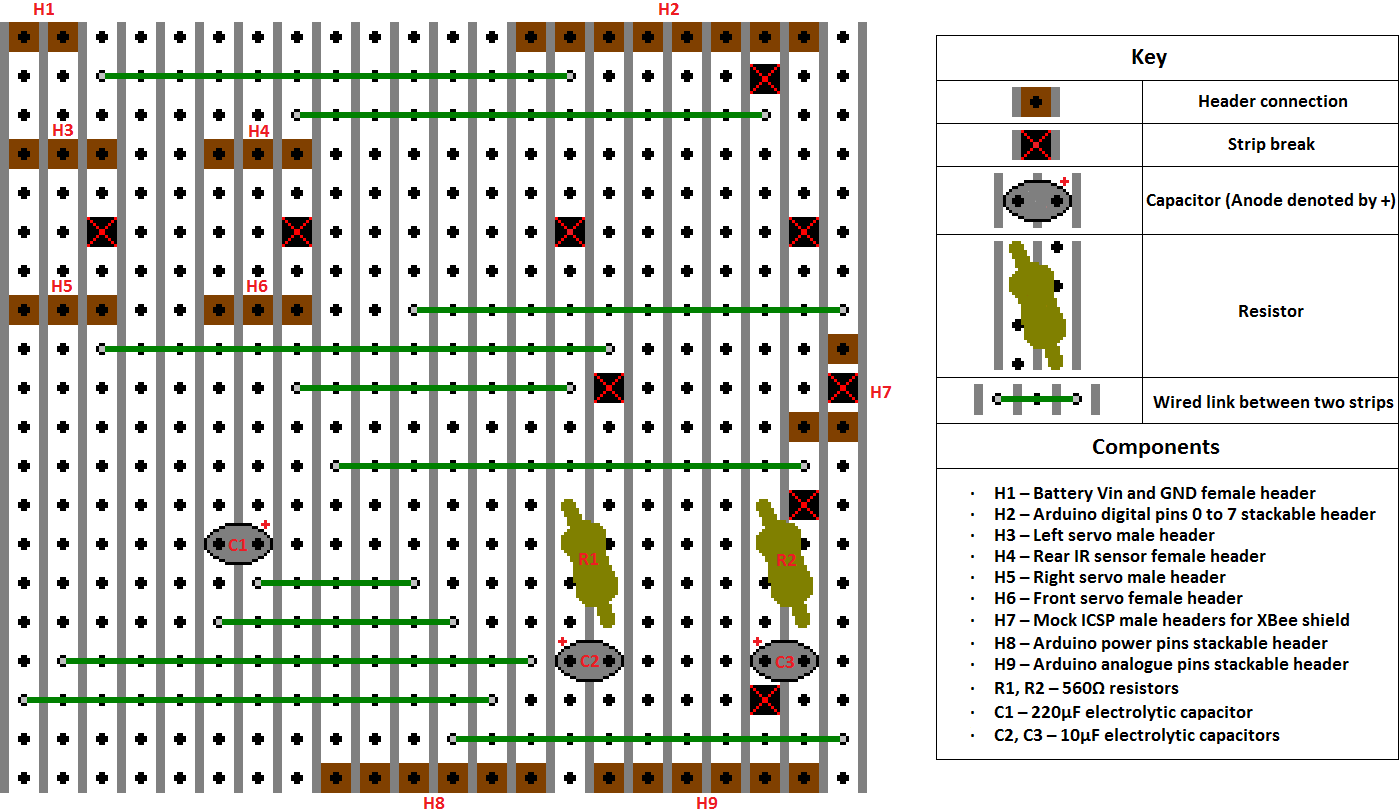 H1
H2
H3
H4
H5
H6
H7
C1
R1
R2
C2
C3
H8
H9
Key
Header connection
Strip break
Capacitor (Anode denoted by +)
Resistor
Wired link between two strips
Components
· H1 – Battery Vin and GND female header
· H2 – Arduino digital pins 0 to 7 stackable header
· H3 – Left servo male header
· H4 – Rear IR sensor female header
· H5 – Right servo male header
· H6 – Front servo female header
· H7 – Mock ICSP male headers for XBee shield
· H8 – Arduino power pins stackable header
· H9 – Arduino analogue pins stackable header
· R1, R2 – 560Ω resistors
· C1 – 220µF electrolytic capacitor
· C2, C3 – 10µF electrolytic capacitors